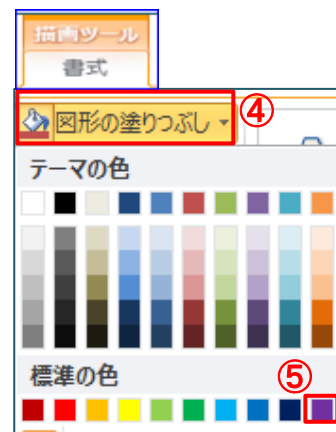 描画ツール
書式
図形の塗りつぶし ④
テーマの色
標準の色 ⑤